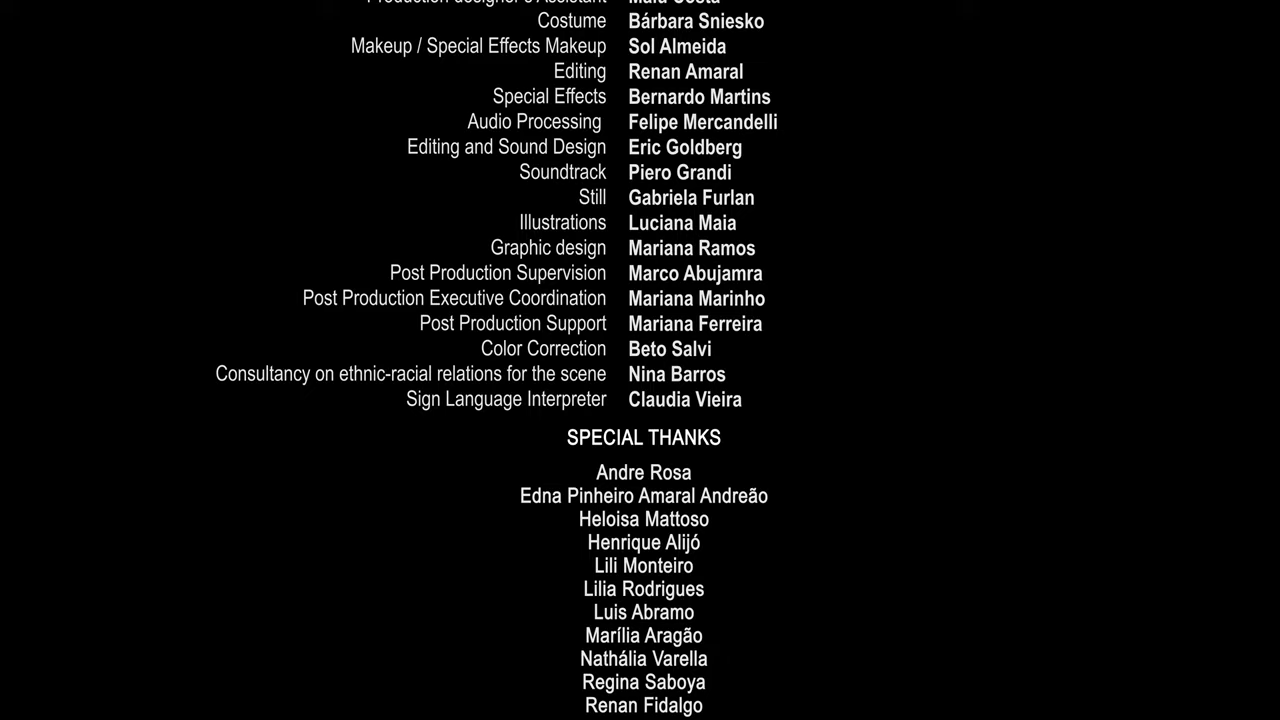 Production designer's Assistant Malu Costa
Costume Bárbara Sniesko
Makeup / Special Effects Makeup Sol Almeida
Editing Renan Amaral
Special Effects Bernardo Martins
Audio Processing Felipe Mercandelli
Editing and Sound Design Eric Goldberg
Soundtrack Piero Grandi
Still Gabriela Furlan
Illustrations Luciana Maia
Graphic design Mariana Ramos
Post Production Supervision Marco Abujamra
Post Production Executive Coordination Mariana Marinho
Post Production Support Mariana Ferreira
Color Correction Beto Salvi
Consultancy on ethnic-racial relations for the scene Nina Barros
Sign Language Interpreter Claudia Vieira
SPECIAL THANKS
Andre Rosa
Edna Pinheiro Amaral Andreão
Heloisa Mattoso
Henrique Alijó
Lili Monteiro
Lilia Rodrigues
Luis Abramo
Marília Aragão
Nathália Varella
Regina Saboya
Renan Fidalgo